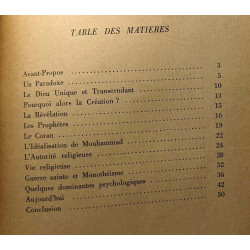 TABLE DES MATIERES
Avant-Propos 3
Un Paradoxe 5
Le Dieu Unique et Transcendant 10
Pourquoi alors la Création ? 13
La Révélation 15
Les Prophètes 16
Le Coran 19
L'Idéalisation de Mouhammad 22
L'Autorité religieuse 24
Vie religieuse 28
Guerre sainte et Monothéisme 32
Quelques dominantes psychologiques 36
Aujourd'hui 42
Conclusion 50